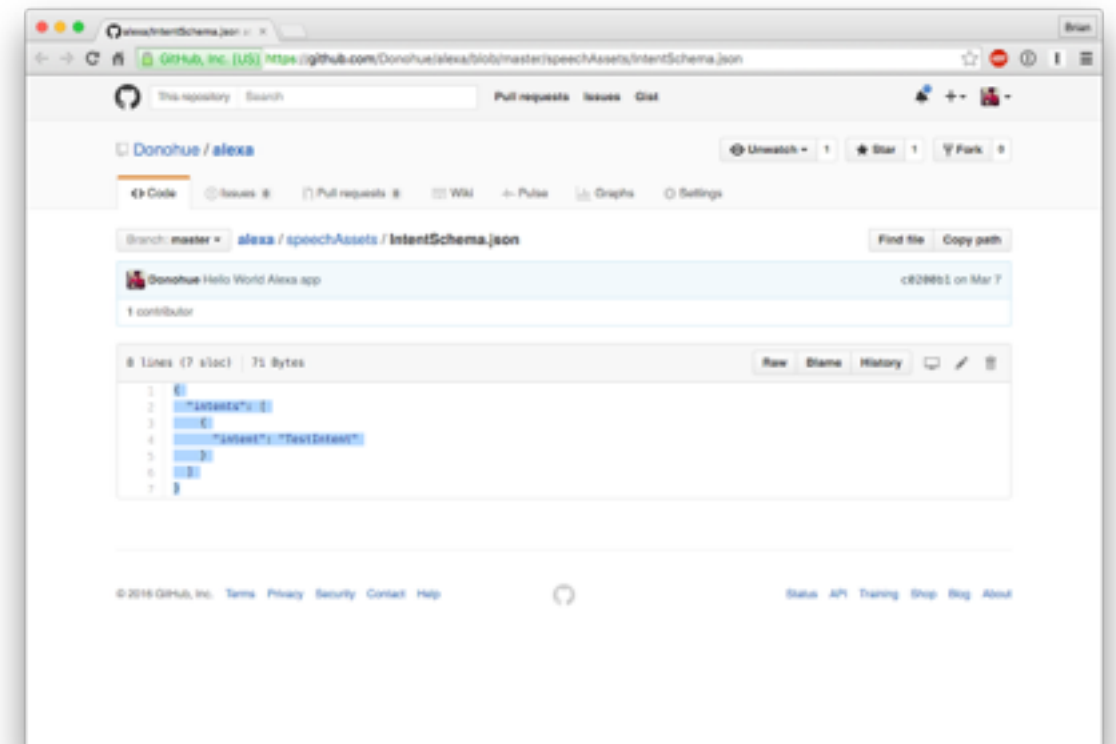 alexa/IntentSchema.json
Brian
GitHub, Inc. [US] https://github.com/Donohue/alexa/blob/master/speechAssets/IntentSchema.json
This repository Search Pull requests Issues Gist
Donohue / alexa Unwatch 1 Star 1 Fork 0
Code Issues 0 Pull requests 0 Wiki Pulse Graphs Settings
Branch: master alexa / speechAssets / IntentSchema.json Find file Copy path
Donohue Hello World Alexa app c0200b1 on Mar 7
1 contributor
8 lines (7 sloc) 71 Bytes Raw Blame History
1 {
2 "intents": [
3 {
4 "intent": "TestIntent"
5 }
6 ]
7 }
© 2016 GitHub, Inc. Terms Privacy Security Contact Help Status API Training Shop Blog About